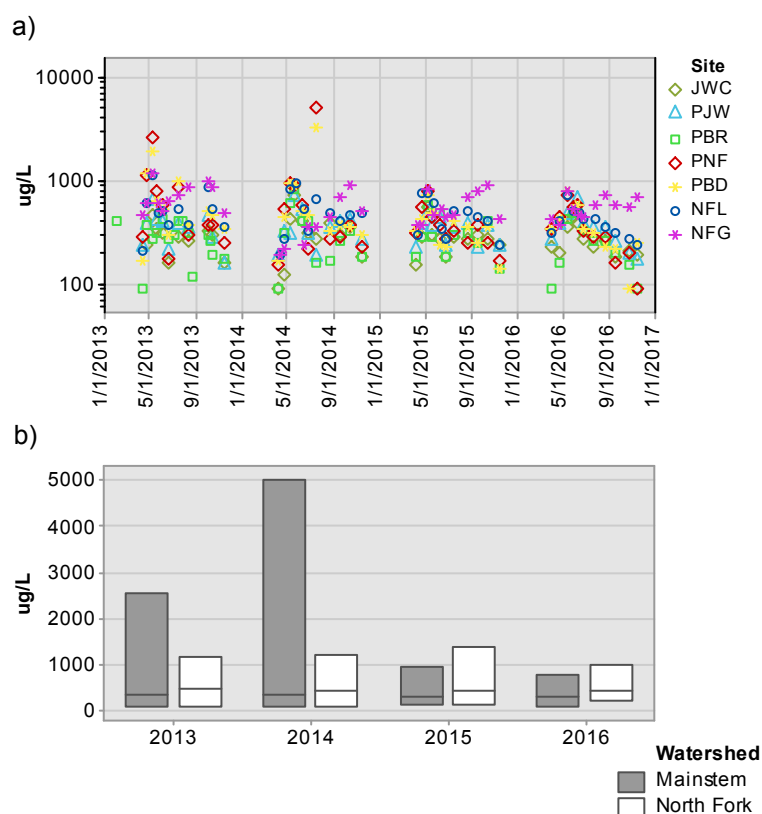 a)
10000
1000
100
ug/L
1/1/2013
5/1/2013
9/1/2013
1/1/2014
5/1/2014
9/1/2014
1/1/2015
5/1/2015
9/1/2015
1/1/2016
5/1/2016
9/1/2016
1/1/2017
Site
JWC
PJW
PBR
PNF
PBD
NFL
NFG
b)
5000
4000
3000
2000
1000
0
ug/L
2013
2014
2015
2016
Watershed
Mainstem
North Fork